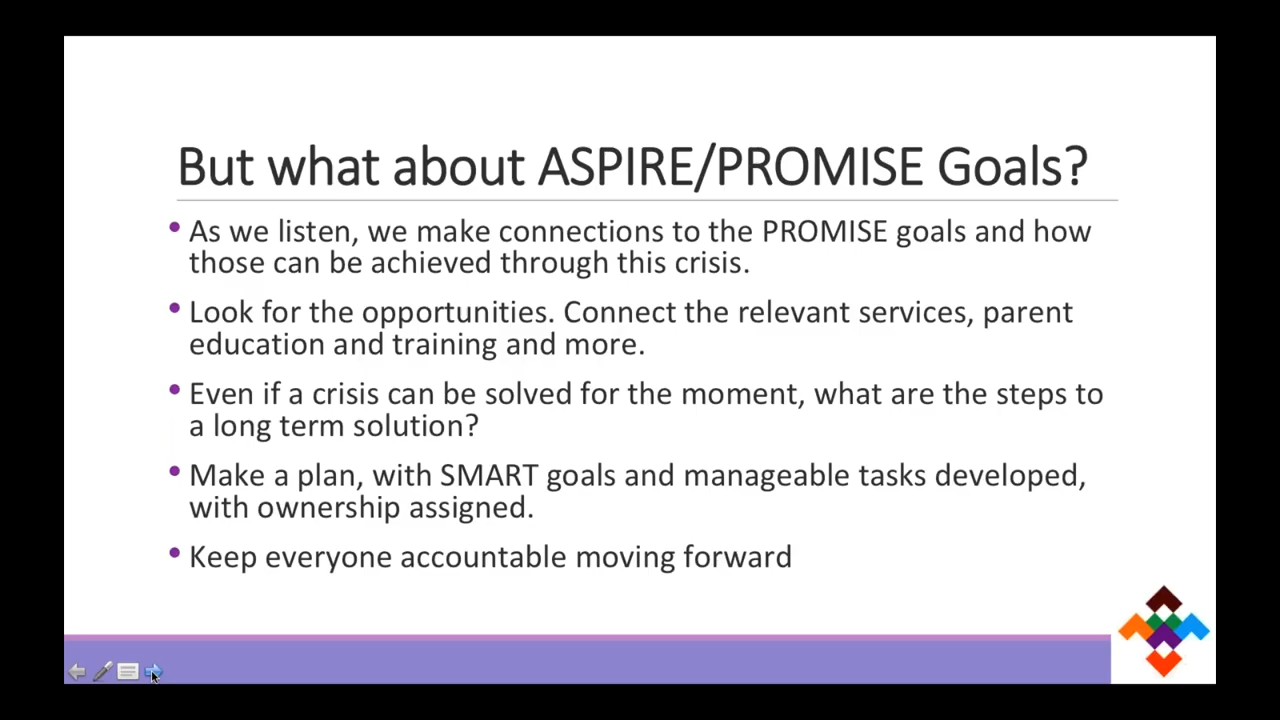 But what about ASPIRE/PROMISE Goals?
• As we listen, we make connections to the PROMISE goals and how
those can be achieved through this crisis.
• Look for the opportunities. Connect the relevant services, parent
education and training and more.
• Even if a crisis can be solved for the moment, what are the steps to
a long term solution?
• Make a plan, with SMART goals and manageable tasks developed,
with ownership assigned.
• Keep everyone accountable moving forward